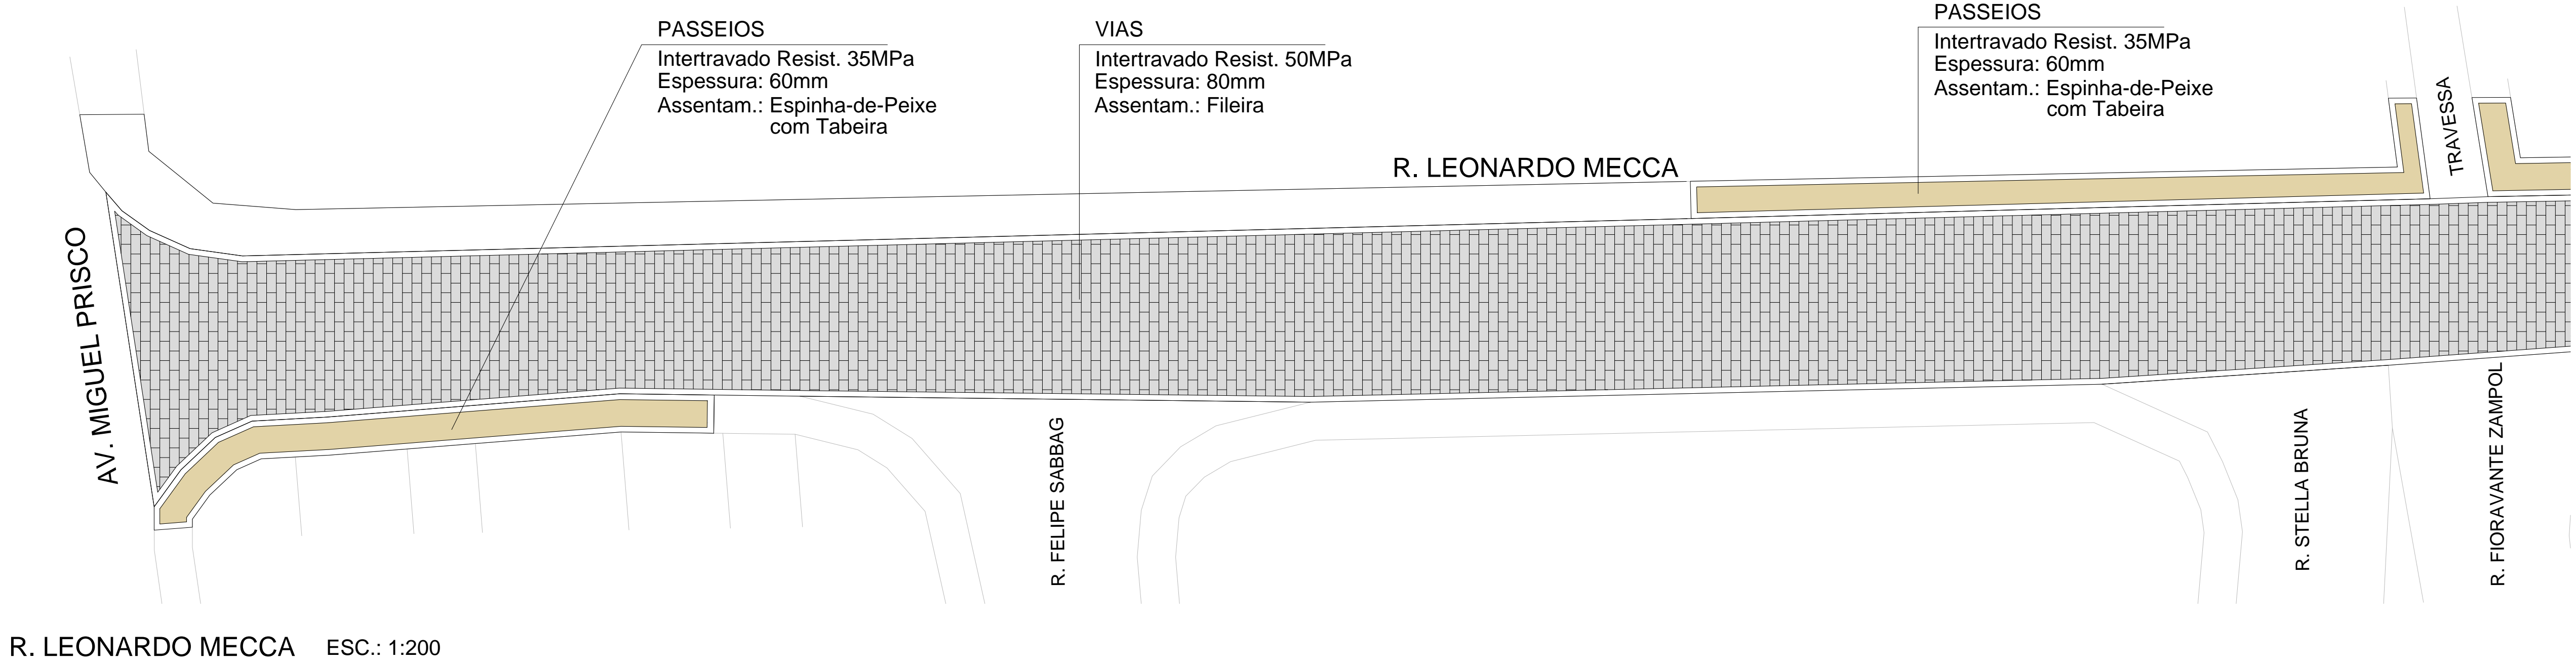 PASSEIOS
Intertravado Resist. 35MPa
Espessura: 60mm
Assentam.: Espinha-de-Peixe
com Tabeira
VIAS
Intertravado Resist. 50MPa
Espessura: 80mm
Assentam.: Fileira
PASSEIOS
Intertravado Resist. 35MPa
Espessura: 60mm
Assentam.: Espinha-de-Peixe
com Tabeira
R. LEONARDO MECCA
TRAVESSA
AV. MIGUEL PRISCO
R. FELIPE SABBAG
R. STELLA BRUNA
R. FIORAVANTE ZAMPOL
R. LEONARDO MECCA ESC.: 1:200